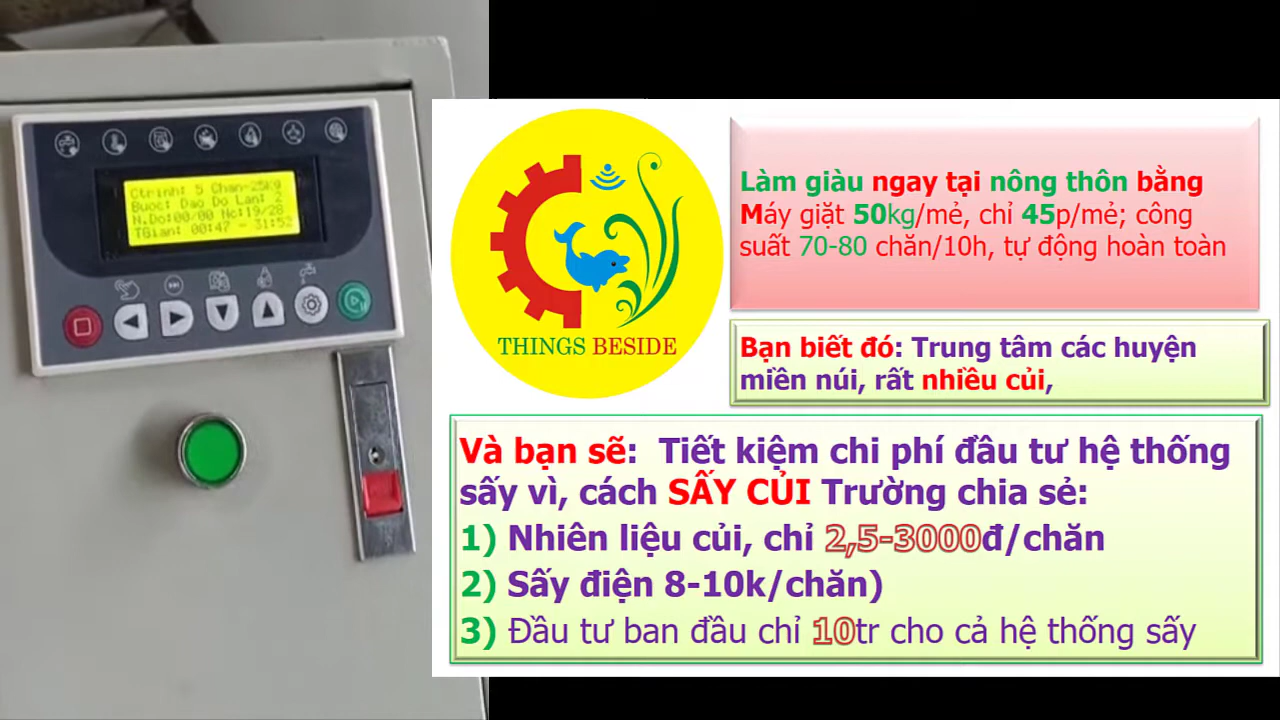 Ctrinh: 5 Chan-25Kg
Buoc: Dao Do Lan: 2
N.Do:00/00 Nc:19/28
TGian: 00:47 - 31:52
THINGS BESIDE
Làm giàu ngay tại nông thôn bằng
Máy giặt 50kg/mẻ, chỉ 45p/mẻ; công
suất 70-80 chăn/10h, tự động hoàn toàn
Bạn biết đó: Trung tâm các huyện
miền núi, rất nhiều củi,
Và bạn sẽ: Tiết kiệm chi phí đầu tư hệ thống
sấy vì, cách SẤY CỦI Trường chia sẻ:
1) Nhiên liệu củi, chỉ 2,5-3000đ/chăn
2) Sấy điện 8-10k/chăn)
3) Đầu tư ban đầu chỉ 10tr cho cả hệ thống sấy